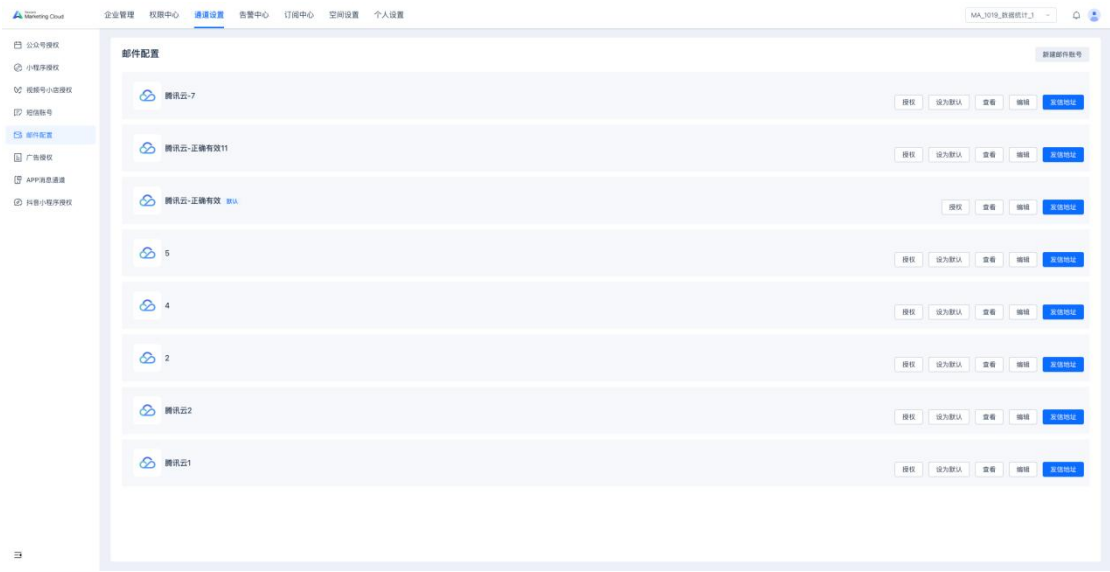 Marketing Cloud 企业管理 权限中心 通道设置 告警中心 订阅中心 空间设置 个人设置 MA_1019_数据统计_1
公众号授权
小程序授权
视频号小店授权
短信账号
邮件配置
广告授权
APP消息通道
抖音小程序授权
邮件配置 新建邮件账号
腾讯云-7 授权 设为默认 查看 编辑 发信地址
腾讯云-正确有效11 授权 设为默认 查看 编辑 发信地址
腾讯云-正确有效 默认 授权 查看 编辑 发信地址
5 授权 设为默认 查看 编辑 发信地址
4 授权 设为默认 查看 编辑 发信地址
2 授权 设为默认 查看 编辑 发信地址
腾讯云2 授权 设为默认 查看 编辑 发信地址
腾讯云1 授权 设为默认 查看 编辑 发信地址